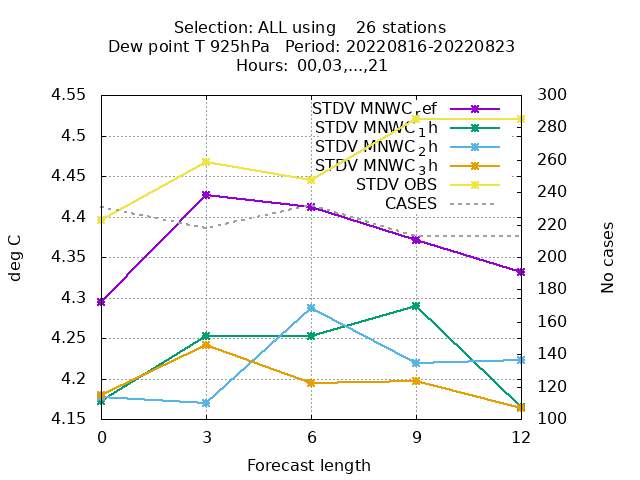 Selection: ALL using    26 stations
Dew point T 925hPa   Period: 20220816-20220823
Hours: 00,03,...,21
4.55
4.5
4.45
4.4
4.35
4.3
4.25
4.2
4.15
deg C
STDV MNWC_ref
STDV MNWC_1h
STDV MNWC_2h
STDV MNWC_3h
STDV OBS
CASES
300
280
260
240
220
200
180
160
140
120
100
No cases
0 3 6 9 12
Forecast length